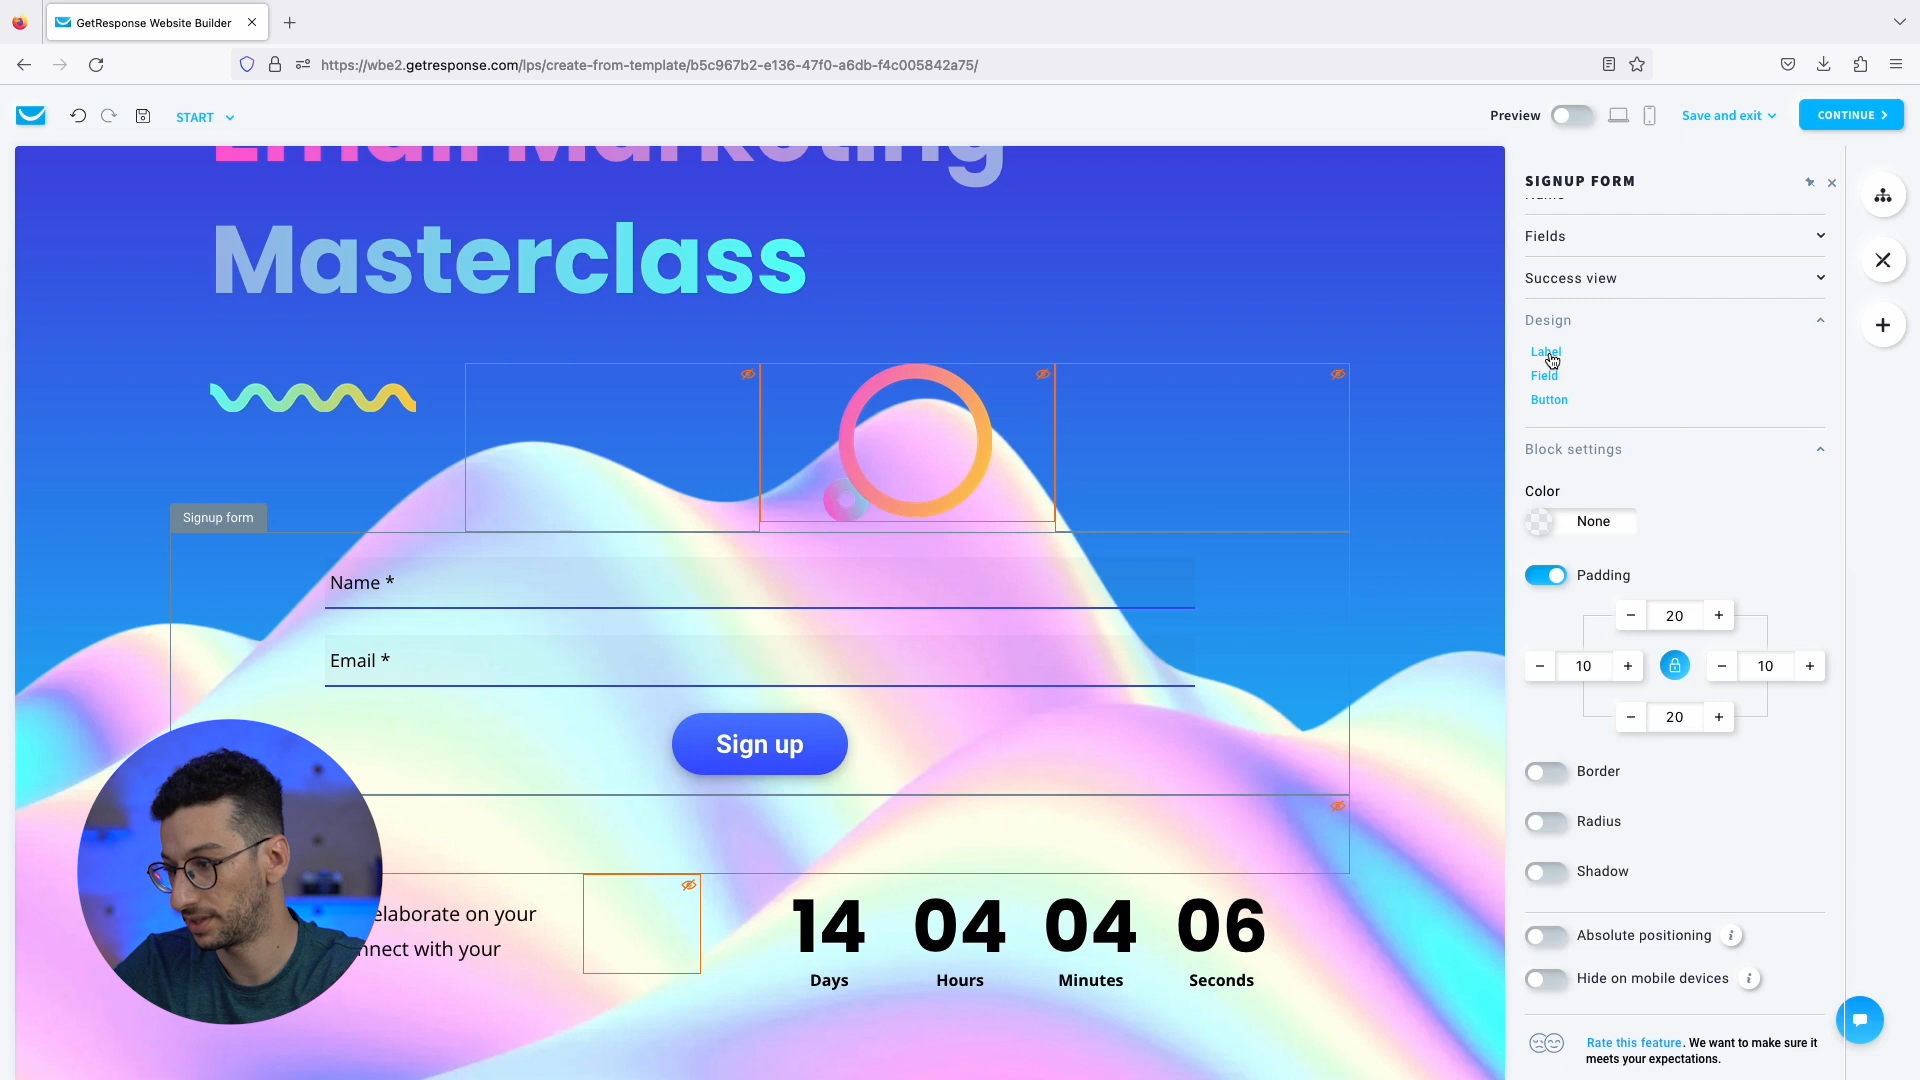 GetResponse Website Builder
https://wbe2.getresponse.com/lps/create-from-template/b5c967b2-e136-47f0-a6db-f4c005842a75/
START
Preview
Save and exit
CONTINUE
Email Marketing
Masterclass
Signup form
Name *
Email *
Sign up
elaborate on your
nnect with your
14 04 04 06
Days Hours Minutes Seconds
SIGNUP FORM
Name
Fields
Success view
Design
Label
Field
Button
Block settings
Color
None
Padding
− 20 +
− 10 + − 10 +
− 20 +
Border
Radius
Shadow
Absolute positioning i
Hide on mobile devices i
Rate this feature. We want to make sure it
meets your expectations.